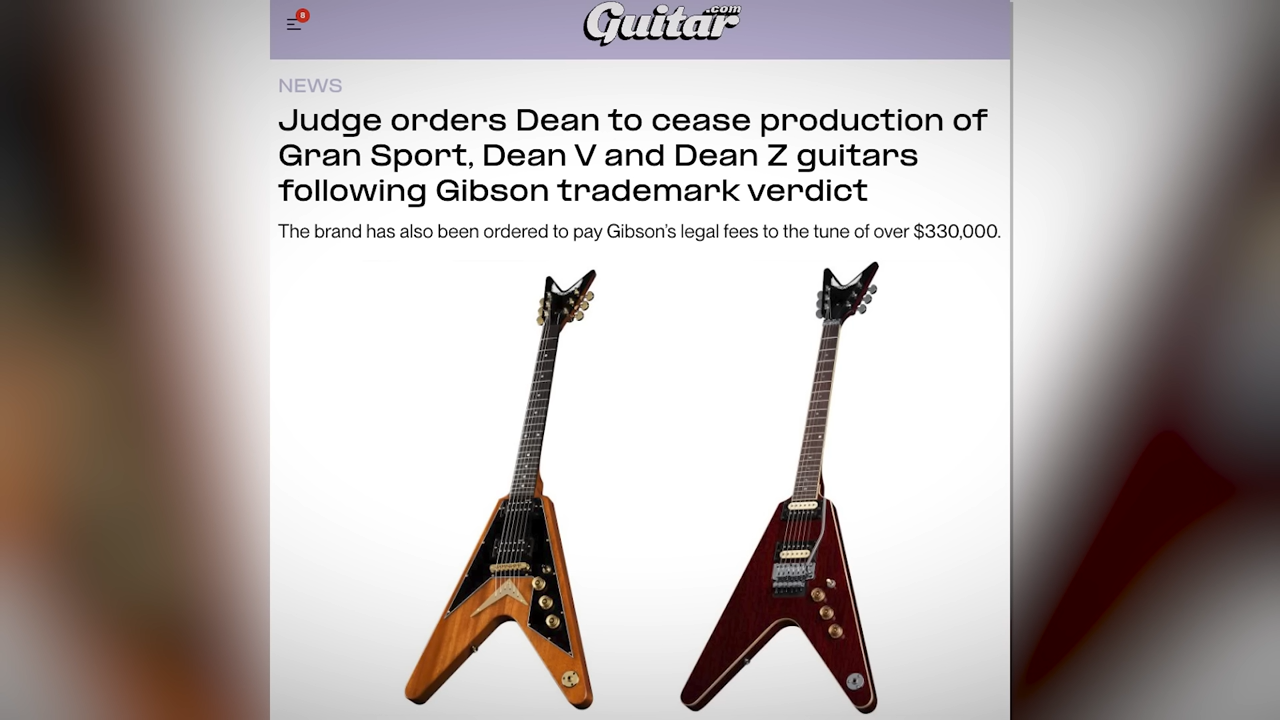 8
Guitar.com
NEWS
Judge orders Dean to cease production of
Gran Sport, Dean V and Dean Z guitars
following Gibson trademark verdict
The brand has also been ordered to pay Gibson's legal fees to the tune of over $330,000.